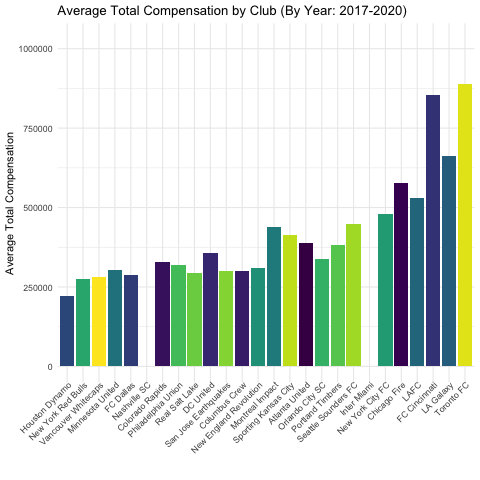 Average Total Compensation by Club (By Year: 2017-2020)
1000000
750000
500000
250000
0
Average Total Compensation
Houston Dynamo
New York Red Bulls
Vancouver Whitecaps
Minnesota United
FC Dallas
Nashville SC
Colorado Rapids
Philadelphia Union
Real Salt Lake
DC United
San Jose Earthquakes
Columbus Crew
New England Revolution
Montreal Impact
Sporting Kansas City
Atlanta United
Orlando City SC
Portland Timbers
Seattle Sounders FC
Inter Miami
New York City FC
Chicago Fire
LAFC
FC Cincinnati
LA Galaxy
Toronto FC